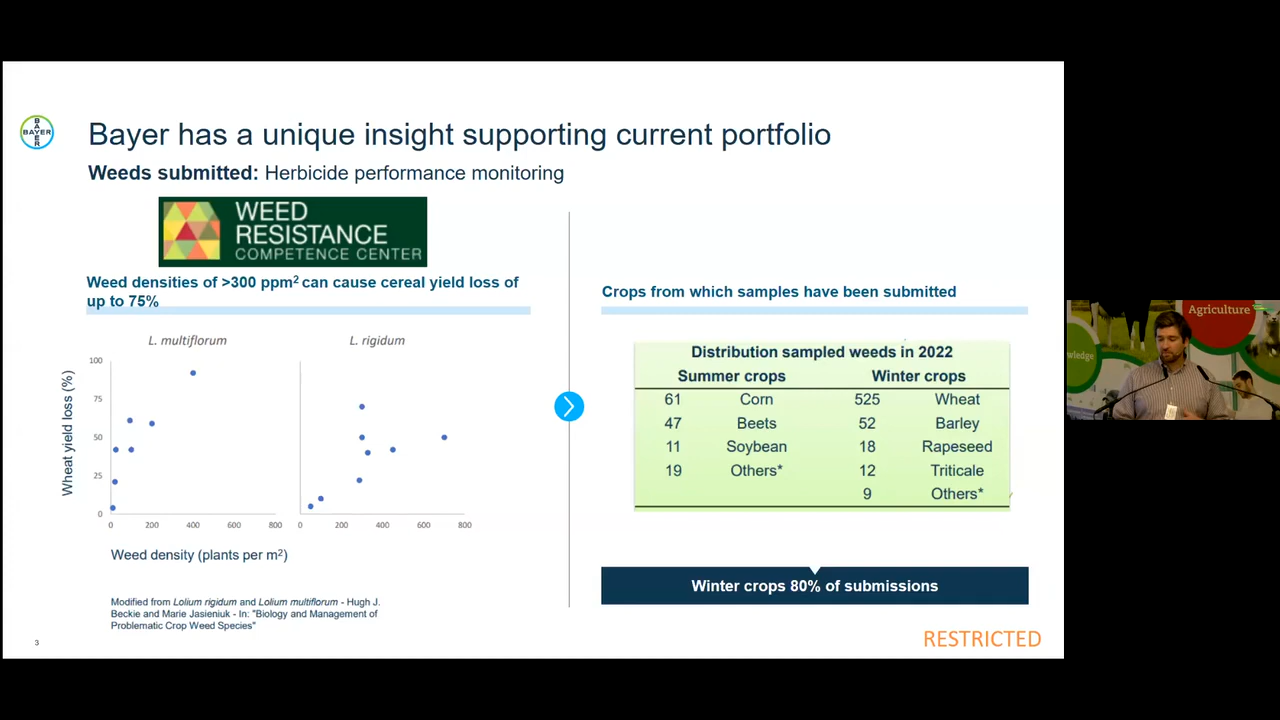 BAYER
BAYER
Bayer has a unique insight supporting current portfolio
Weeds submitted: Herbicide performance monitoring
WEED
RESISTANCE
COMPETENCE CENTER
Weed densities of >300 ppm² can cause cereal yield loss of
up to 75%
L. multiflorum
L. rigidum
Wheat yield loss (%)
100
75
50
25
0
0 200 400 600 800
0 200 400 600 800
Weed density (plants per m²)
Modified from Lolium rigidum and Lolium multiflorum - Hugh J.
Beckie and Marie Jasieniuk - In: "Biology and Management of
Problematic Crop Weed Species"
3
Crops from which samples have been submitted
Distribution sampled weeds in 2022
Summer crops Winter crops
61 Corn 525 Wheat
47 Beets 52 Barley
11 Soybean 18 Rapeseed
19 Others* 12 Triticale
9 Others*
Winter crops 80% of submissions
RESTRICTED
Agriculture
wledge